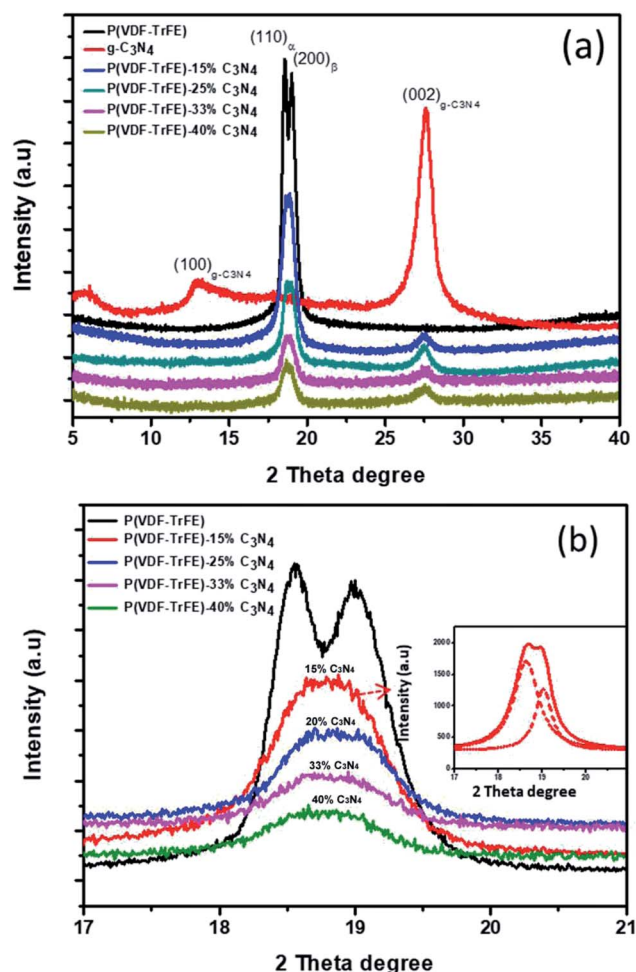 (a)
P(VDF-TrFE)
g-C3N4
P(VDF-TrFE)-15% C3N4
P(VDF-TrFE)-25% C3N4
P(VDF-TrFE)-33% C3N4
P(VDF-TrFE)-40% C3N4
(110)α
(200)β
(002)g-C3N4
(100)g-C3N4
Intensity (a.u)
5 10 15 20 25 30 35 40
2 Theta degree
(b)
P(VDF-TrFE)
P(VDF-TrFE)-15% C3N4
P(VDF-TrFE)-25% C3N4
P(VDF-TrFE)-33% C3N4
P(VDF-TrFE)-40% C3N4
15% C3N4
20% C3N4
33% C3N4
40% C3N4
Intensity (a.u)
2000
1500
1000
500
0
17 18 19 20
2 Theta degree
Intensity (a.u)
17 18 19 20 21
2 Theta degree